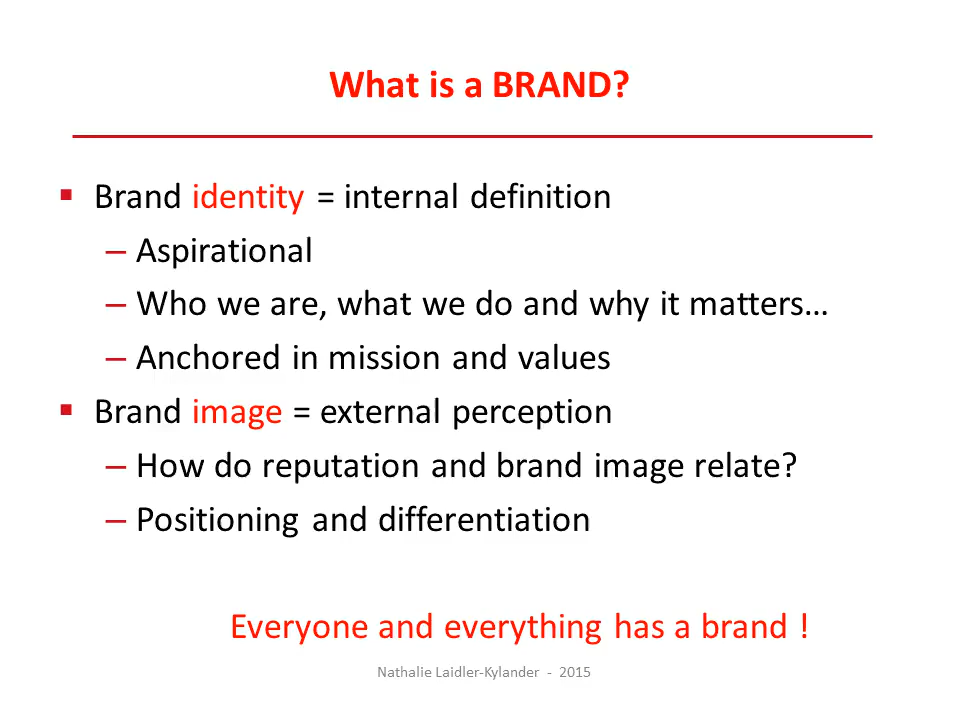 What is a BRAND?
▪ Brand identity = internal definition
– Aspirational
– Who we are, what we do and why it matters…
– Anchored in mission and values
▪ Brand image = external perception
– How do reputation and brand image relate?
– Positioning and differentiation
Everyone and everything has a brand !
Nathalie Laidler-Kylander - 2015